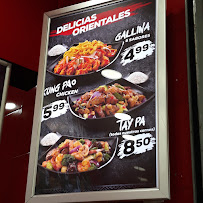 DELICIAS
ORIENTALES
GALLINA
4.99
KUNG PAO
CHICKEN
5.99
TAY PA
8.50